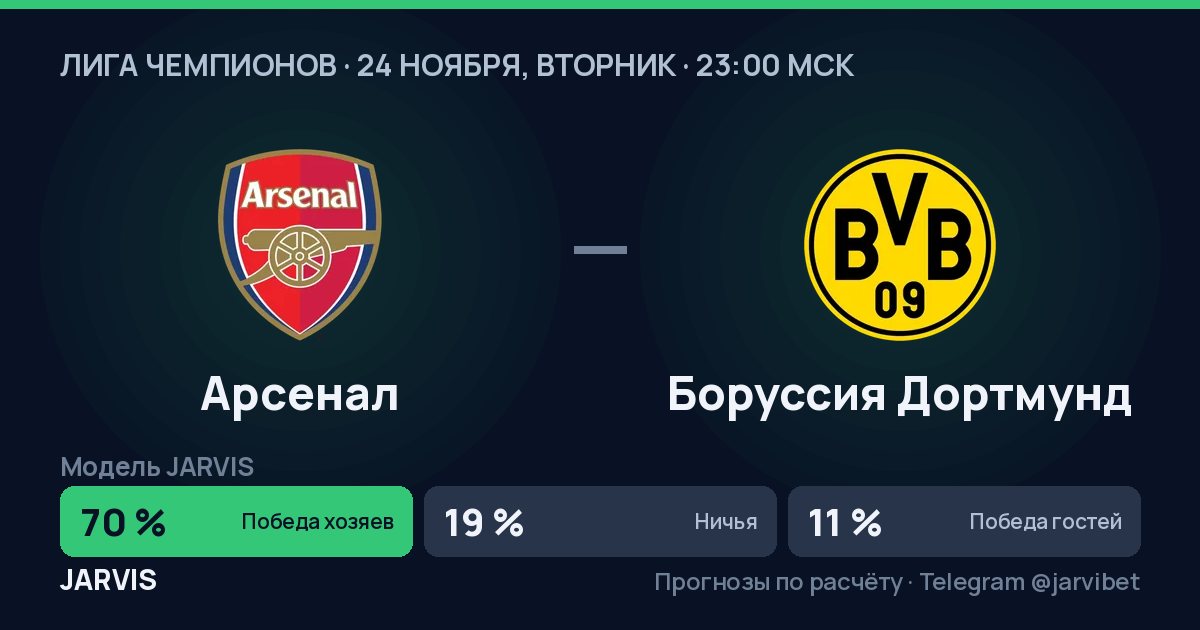 ЛИГА ЧЕМПИОНОВ · 24 НОЯБРЯ, ВТОРНИК · 23:00 МСК
Arsenal
BVB
09
—
Арсенал
Боруссия Дортмунд
Модель JARVIS
70 % Победа хозяев
19 % Ничья
11 % Победа гостей
JARVIS
Прогнозы по расчёту · Telegram @jarvibet